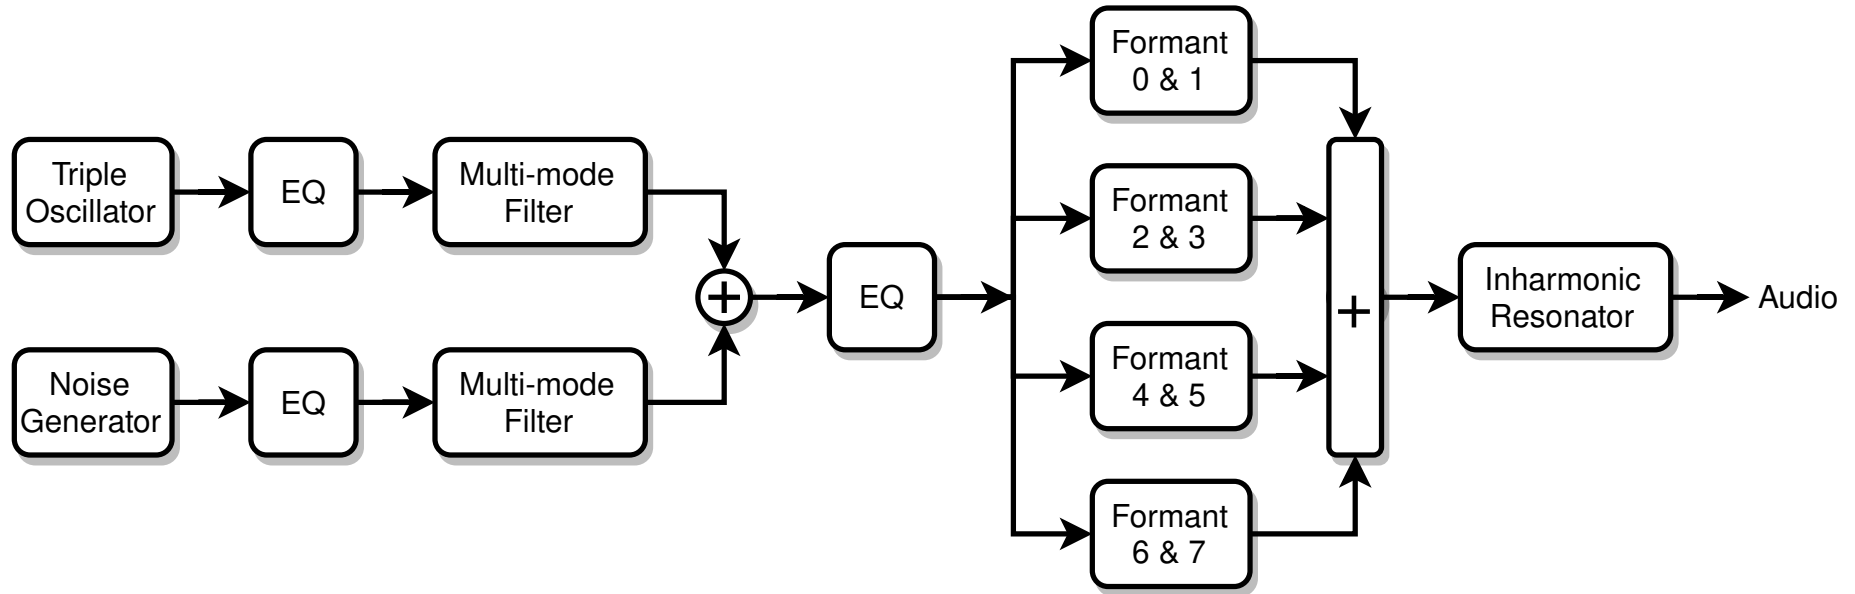 Triple
Oscillator
EQ
Multi-mode
Filter
Noise
Generator
EQ
Multi-mode
Filter
+
EQ
Formant
0 & 1
Formant
2 & 3
Formant
4 & 5
Formant
6 & 7
+
Inharmonic
Resonator
Audio